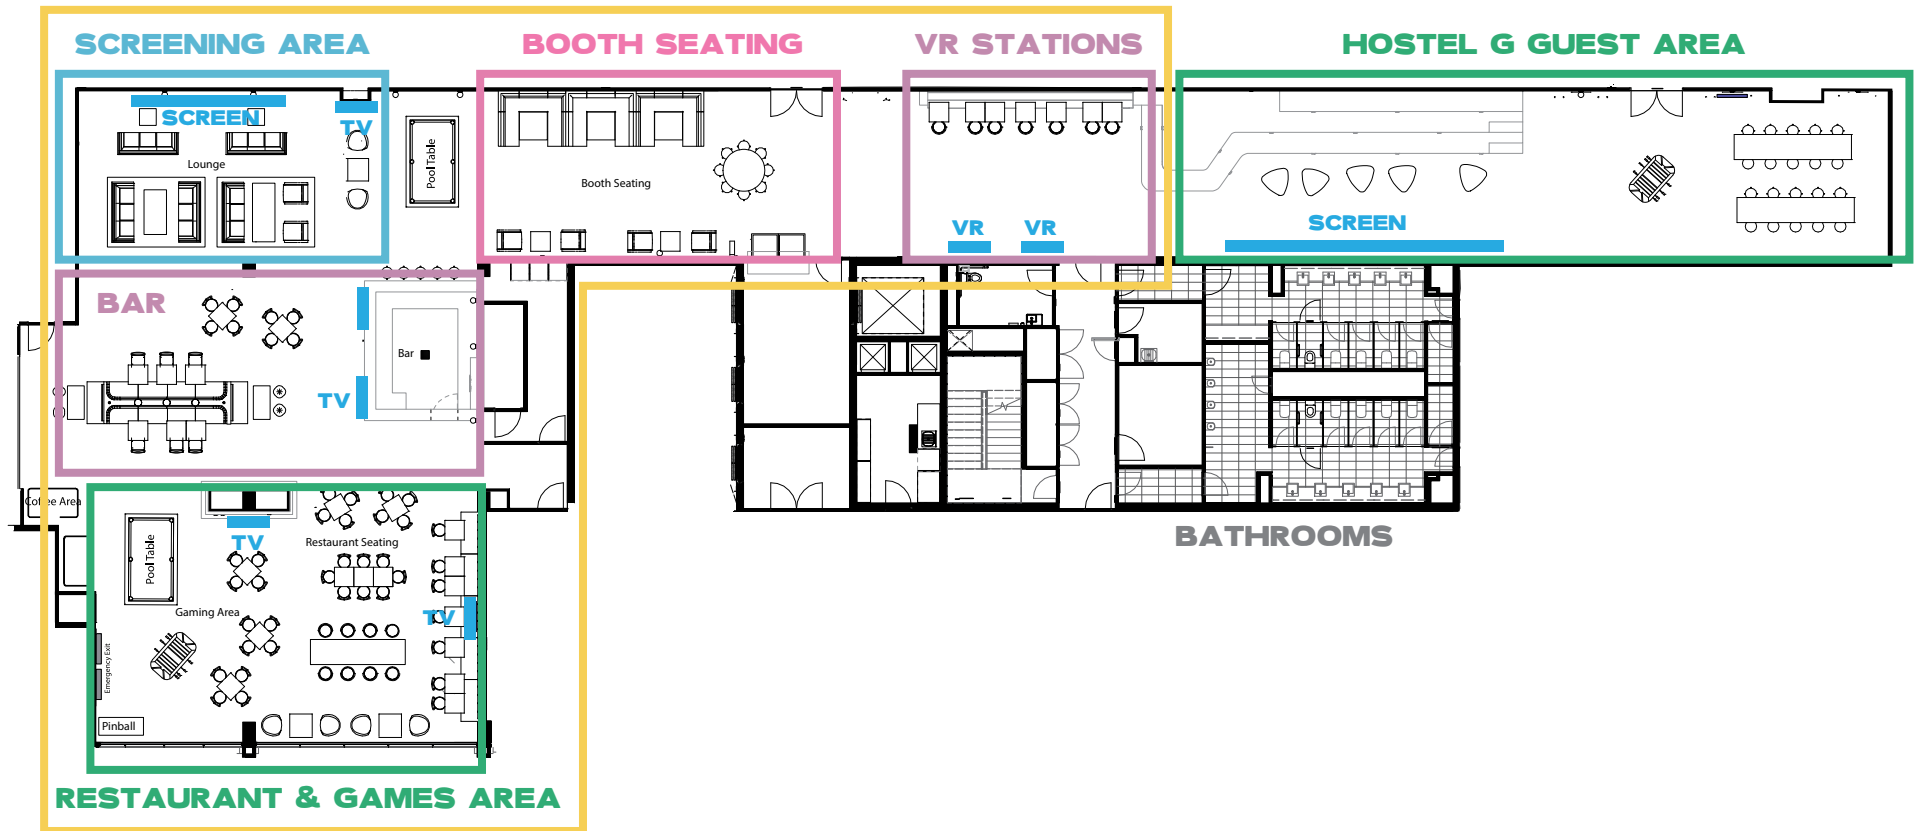 SCREENING AREA
BOOTH SEATING
VR STATIONS
HOSTEL G GUEST AREA
SCREEN
TV
Lounge
Pool Table
Booth Seating
VR
VR
SCREEN
BAR
Bar
TV
Coffee Area
TV
Restaurant Seating
Pool Table
Gaming Area
TV
Emergency Exit
Pinball
BATHROOMS
RESTAURANT & GAMES AREA